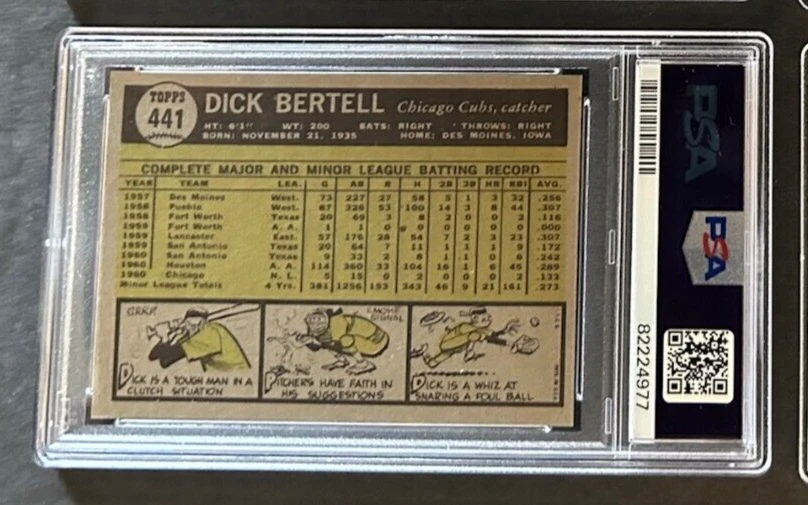 TOPPS
441
DICK BERTELL Chicago Cubs, catcher
HT: 6'1" WT: 200 BATS: RIGHT THROWS: RIGHT
BORN: NOVEMBER 21, 1935 HOME: DES MOINES, IOWA
COMPLETE MAJOR AND MINOR LEAGUE BATTING RECORD
YEAR TEAM LEA. G AB R H 2B 3B HR RBI AVG.
1957 Des Moines West. 73 227 27 58 5 1 3 32 .256
1958 Pueblo West. 87 326 53 100 14 3 8 44 .307
1958 Fort Worth Texas 20 69 3 8 2 0 0 2 .116
1959 Fort Worth A. A. 1 1 0 0 0 0 0 0 .000
1959 Lancaster East. 57 176 28 54 7 2 3 23 .307
1959 San Antonio Texas 20 64 7 11 1 1 1 9 .172
1960 San Antonio Texas 9 33 2 8 1 1 0 6 .242
1960 Houston A. A. 114 360 33 104 16 1 6 45 .289
1960 Chicago N. L. 5 15 0 2 0 0 0 2 .133
Minor League Totals 4 Yrs. 381 1256 153 343 46 9 21 161 .273
GRRR!
SMOKE SIGNAL
DICK IS A TOUGH MAN IN A
CLUTCH SITUATION
PITCHERS HAVE FAITH IN
HIS SUGGESTIONS
DICK IS A WHIZ AT
SNARING A FOUL BALL
PSA
PSA
82224977